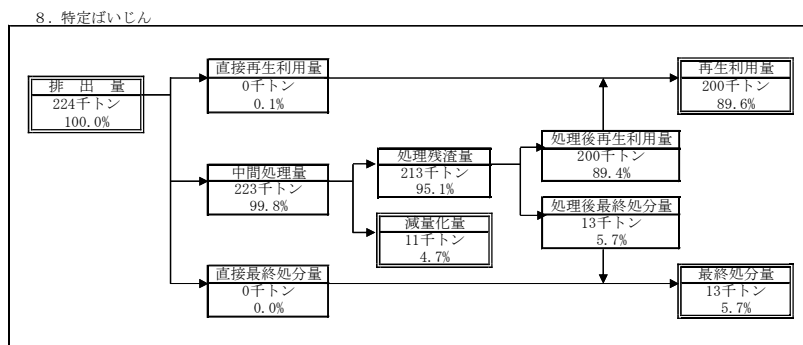 8. 特定ばいじん
直接再生利用量
0千トン
0.1%
再生利用量
200千トン
89.6%
排 出 量
224千トン
100.0%
中間処理量
223千トン
99.8%
処理残渣量
213千トン
95.1%
処理後再生利用量
200千トン
89.4%
減量化量
11千トン
4.7%
処理後最終処分量
13千トン
5.7%
直接最終処分量
0千トン
0.0%
最終処分量
13千トン
5.7%